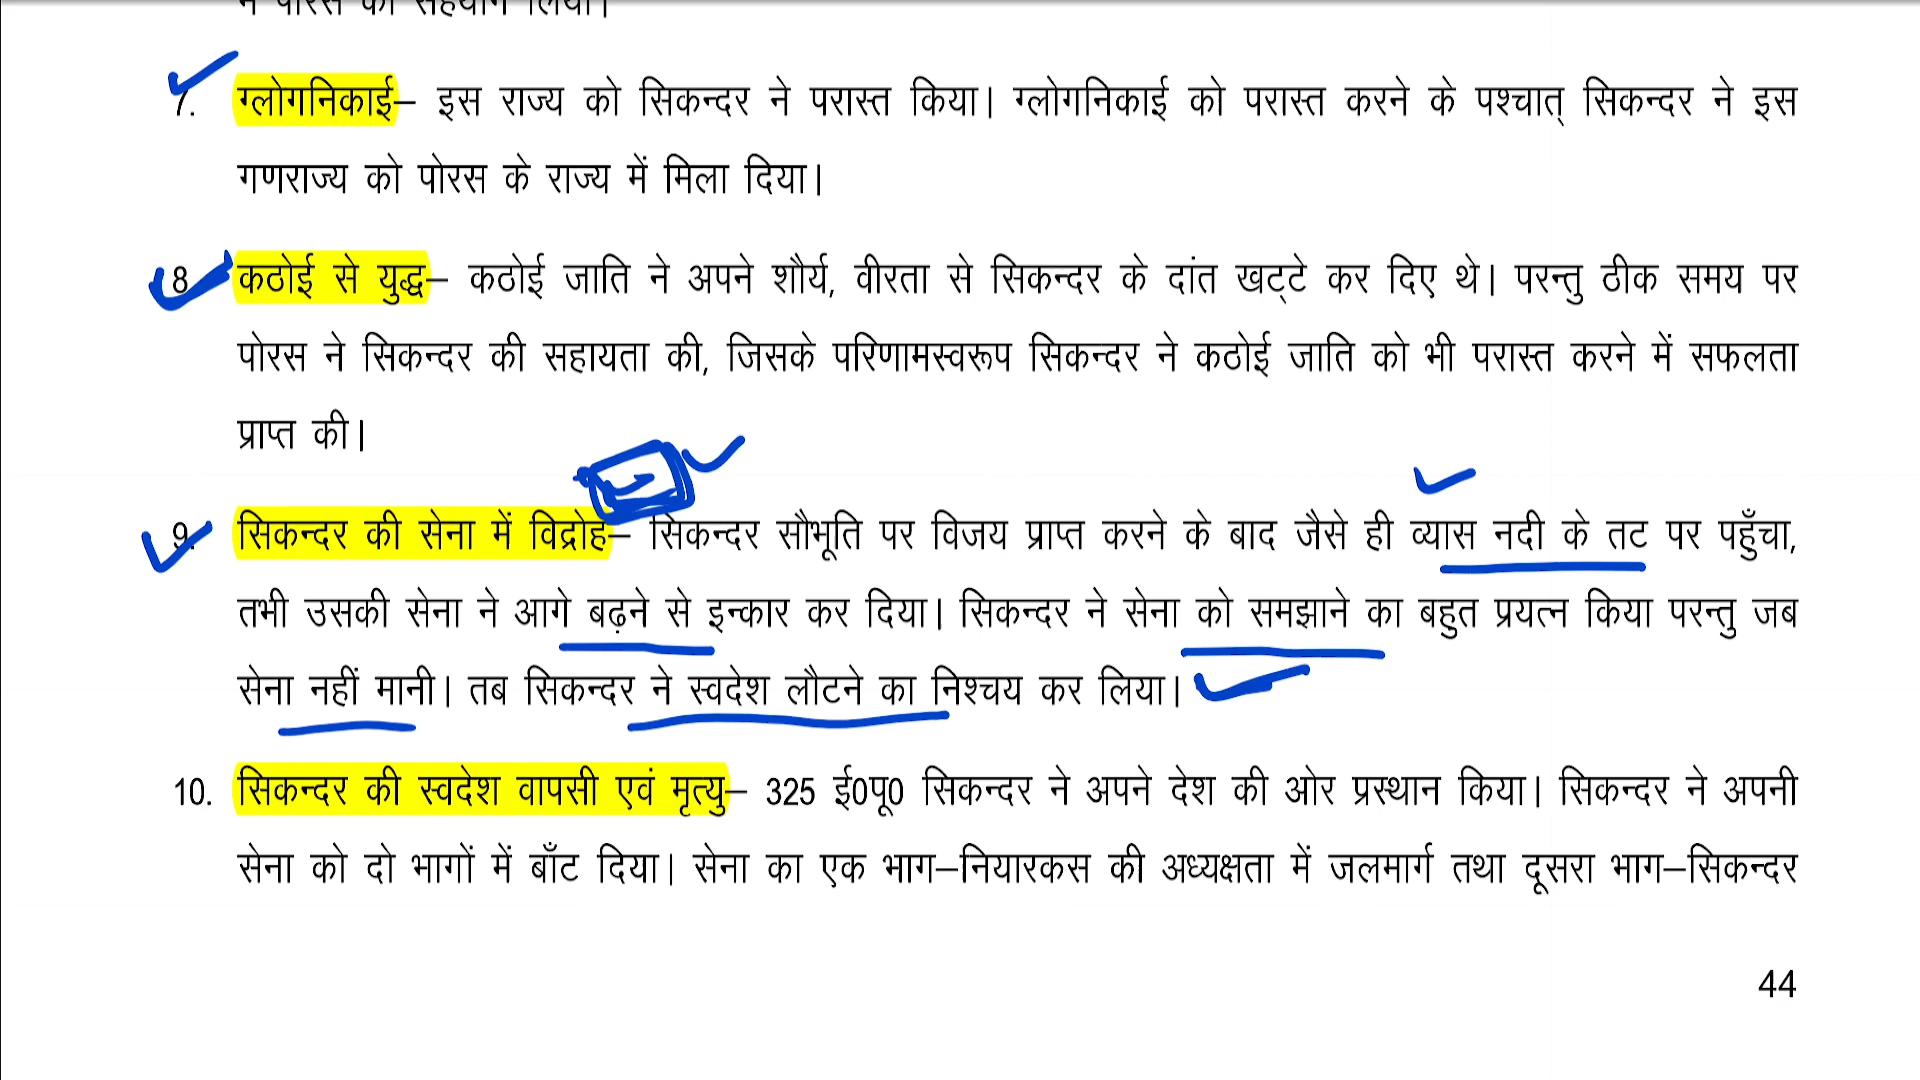 ने पोरस का सहयोग लिया।
7. ग्लोगनिकाई– इस राज्य को सिकन्दर ने परास्त किया। ग्लोगनिकाई को परास्त करने के पश्चात् सिकन्दर ने इस
गणराज्य को पोरस के राज्य में मिला दिया।
8 कठोई से युद्ध– कठोई जाति ने अपने शौर्य, वीरता से सिकन्दर के दांत खट्टे कर दिए थे। परन्तु ठीक समय पर
पोरस ने सिकन्दर की सहायता की, जिसके परिणामस्वरूप सिकन्दर ने कठोई जाति को भी परास्त करने में सफलता
प्राप्त की।
9. सिकन्दर की सेना में विद्रोह– सिकन्दर सौभूति पर विजय प्राप्त करने के बाद जैसे ही व्यास नदी के तट पर पहुँचा,
तभी उसकी सेना ने आगे बढ़ने से इन्कार कर दिया। सिकन्दर ने सेना को समझाने का बहुत प्रयत्न किया परन्तु जब
सेना नहीं मानी। तब सिकन्दर ने स्वदेश लौटने का निश्चय कर लिया।
10. सिकन्दर की स्वदेश वापसी एवं मृत्यु– 325 ई0पू0 सिकन्दर ने अपने देश की ओर प्रस्थान किया। सिकन्दर ने अपनी
सेना को दो भागों में बाँट दिया। सेना का एक भाग–नियारकस की अध्यक्षता में जलमार्ग तथा दूसरा भाग–सिकन्दर
44